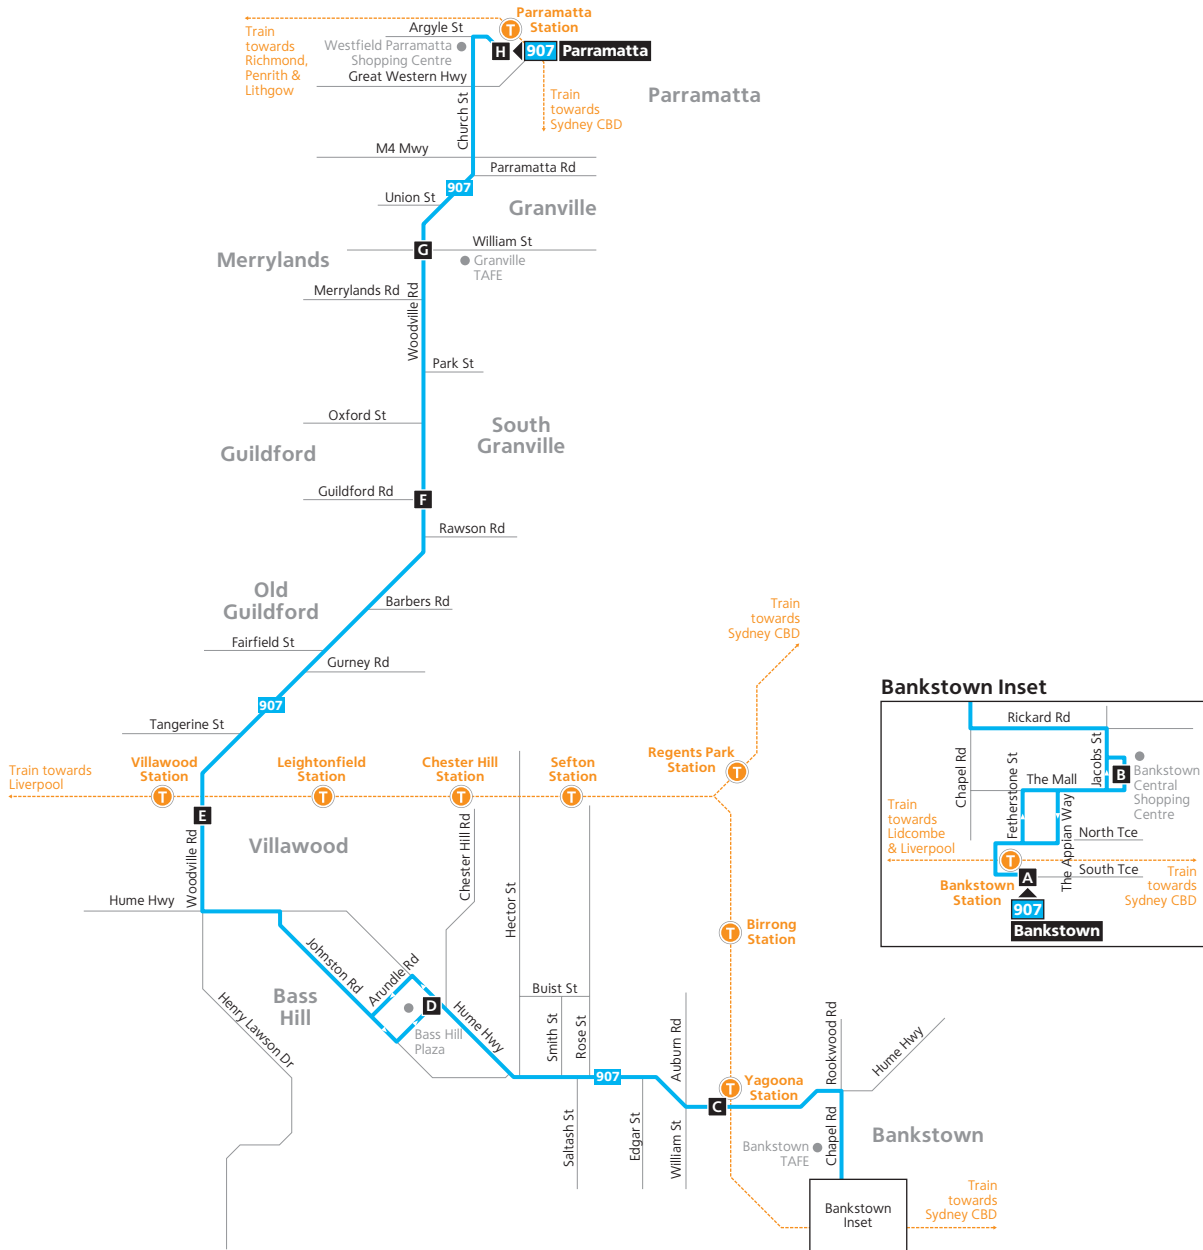 Parramatta
Station
T
Argyle St
Train
towards
Richmond,
Penrith &
Lithgow
Westfield Parramatta
Shopping Centre
H
907
Parramatta
Great Western Hwy
Train
towards
Sydney CBD
Parramatta
Church St
M4 Mwy
Parramatta Rd
907
Union St
Granville
William St
G
Merrylands
Granville
TAFE
Merrylands Rd
Woodville Rd
Park St
Oxford St
South
Granville
Guildford
Guildford Rd
F
Rawson Rd
Old
Guildford
Barbers Rd
Train
towards
Sydney CBD
Fairfield St
Gurney Rd
907
Tangerine St
Train towards
Liverpool
Villawood
Station
T
Leightonfield
Station
T
Chester Hill
Station
T
Sefton
Station
T
Regents Park
Station
T
E
Villawood
Woodville Rd
Chester Hill Rd
Hector St
Hume Hwy
Johnston Rd
Arundle Rd
D
Hume Hwy
Bass
Hill
Bass Hill
Plaza
Henry Lawson Dr
Buist St
Smith St
Rose St
907
Saltash St
Edgar St
Auburn Rd
William St
T
Birrong
Station
C
T
Yagoona
Station
Rookwood Rd
Hume Hwy
Chapel Rd
Bankstown
Bankstown
TAFE
Bankstown
Inset
Train
towards
Sydney CBD
Bankstown Inset
Rickard Rd
Chapel Rd
Fetherstone St
Jacobs St
The Mall
B
Bankstown
Central
Shopping
Centre
The Appian Way
North Tce
Train
towards
Lidcombe
& Liverpool
T
Bankstown
Station
A
South Tce
Train
towards
Sydney CBD
907
Bankstown